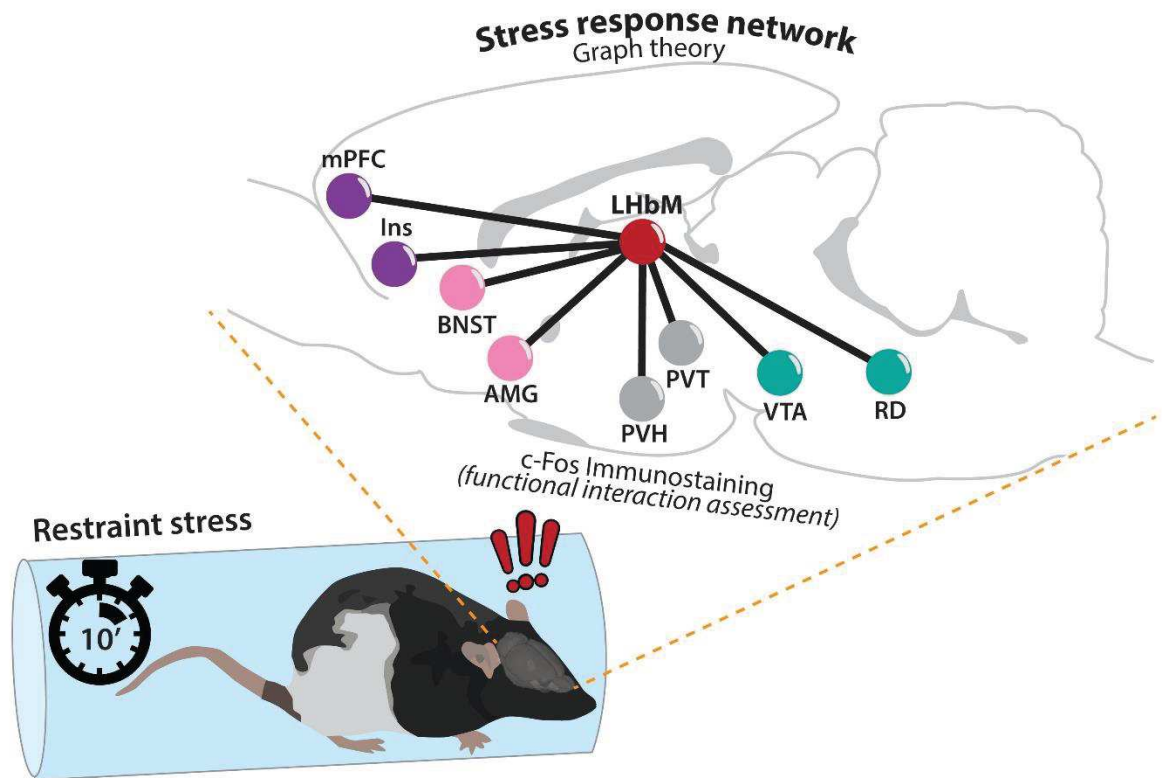 Stress response network
Graph theory
mPFC
Ins
LHbM
BNST
AMG
PVH
PVT
VTA
RD
c-Fos Immunostaining
(functional interaction assessment)
Restraint stress
10’
!!!